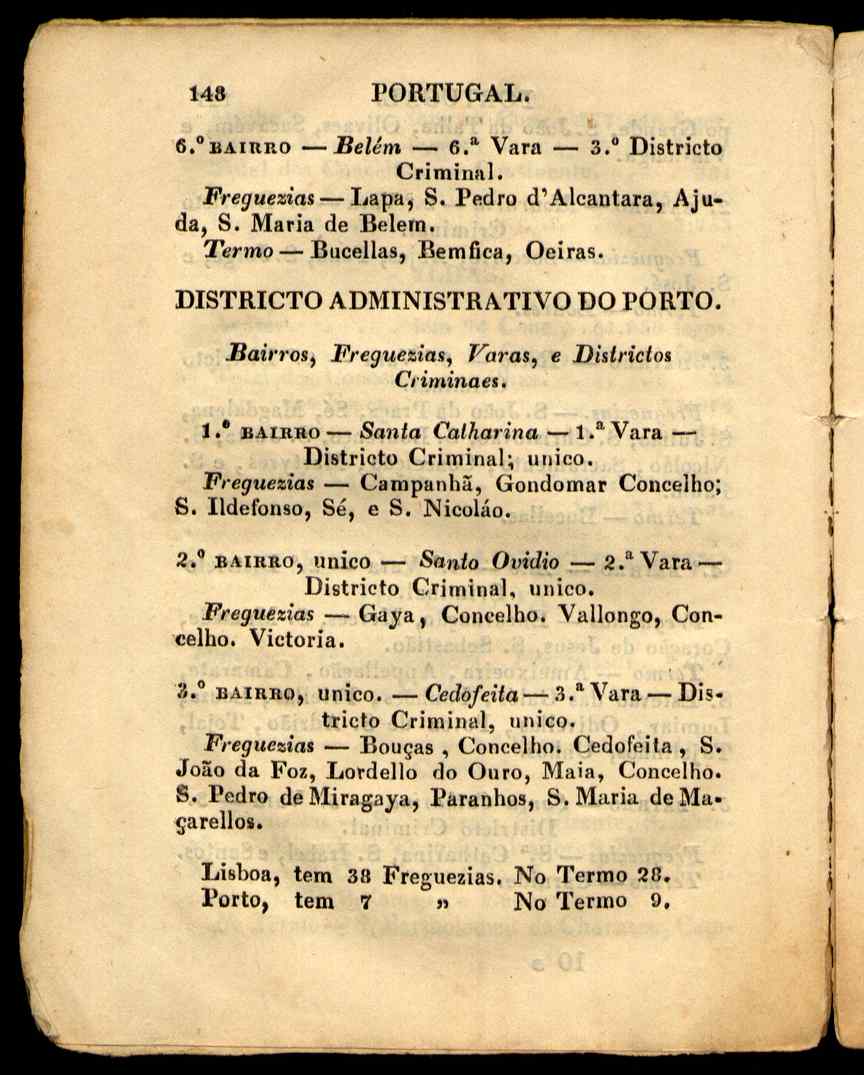 148 PORTUGAL.
6.º BAIRRO — Belém — 6.ª Vara — 3.º Districto
Criminal.
Freguezias — Lapa, S. Pedro d'Alcantara, Aju-
da, S. Maria de Belem.
Termo — Bucellas, Bemfica, Oeiras.
DISTRICTO ADMINISTRATIVO DO PORTO.
Bairros, Freguezias, Varas, e Districtos
Criminaes.
1.º BAIRRO — Santa Catharina — 1.ª Vara —
Districto Criminal; unico.
Freguezias — Campanhã, Gondomar Concelho;
S. Ildefonso, Sé, e S. Nicoláo.
2.º BAIRRO, unico — Santo Ovidio — 2.ª Vara —
Districto Criminal, unico.
Freguezias — Gaya, Concelho. Vallongo, Con-
celho. Victoria.
3.º BAIRRO, unico. — Cedofeita — 3.ª Vara — Dis-
tricto Criminal, unico.
Freguezias — Bouças , Concelho. Cedofeita , S.
João da Foz, Lordello do Ouro, Maia, Concelho.
S. Pedro de Miragaya, Paranhos, S. Maria de Ma-
çarellos.
Lisboa, tem 38 Freguezias. No Termo 28.
Porto, tem 7 „ No Termo 9.